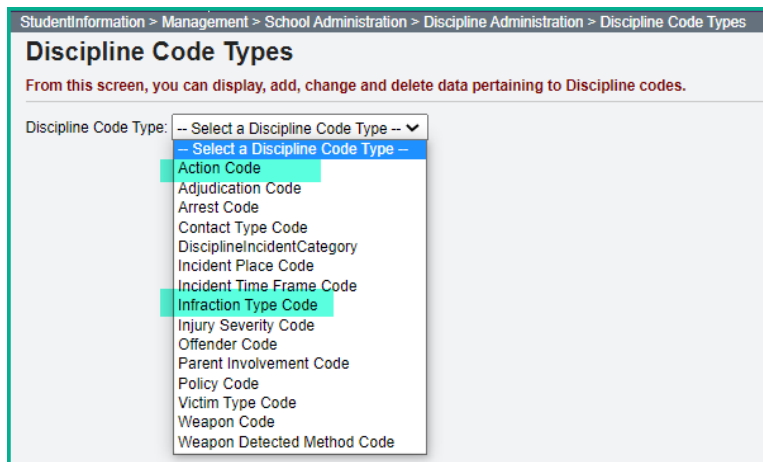 StudentInformation > Management > School Administration > Discipline Administration > Discipline Code Types
Discipline Code Types
From this screen, you can display, add, change and delete data pertaining to Discipline codes.
Discipline Code Type: -- Select a Discipline Code Type --
-- Select a Discipline Code Type --
Action Code
Adjudication Code
Arrest Code
Contact Type Code
DisciplineIncidentCategory
Incident Place Code
Incident Time Frame Code
Infraction Type Code
Injury Severity Code
Offender Code
Parent Involvement Code
Policy Code
Victim Type Code
Weapon Code
Weapon Detected Method Code